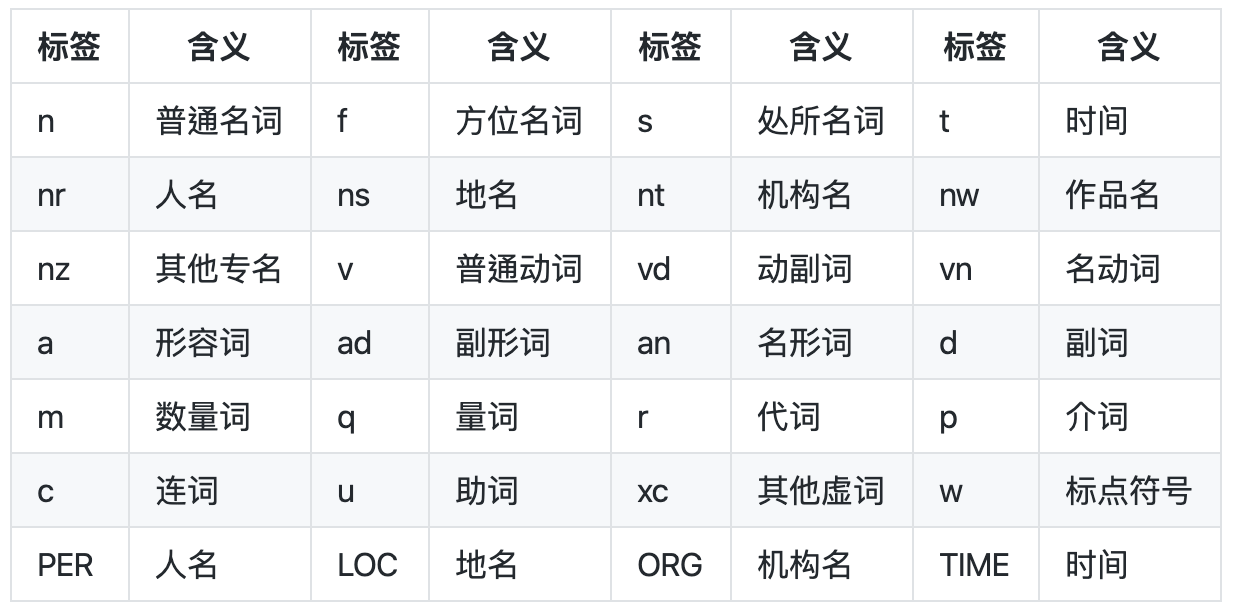 标签 含义 标签 含义 标签 含义 标签 含义
n 普通名词 f 方位名词 s 处所名词 t 时间
nr 人名 ns 地名 nt 机构名 nw 作品名
nz 其他专名 v 普通动词 vd 动副词 vn 名动词
a 形容词 ad 副形词 an 名形词 d 副词
m 数量词 q 量词 r 代词 p 介词
c 连词 u 助词 xc 其他虚词 w 标点符号
PER 人名 LOC 地名 ORG 机构名 TIME 时间